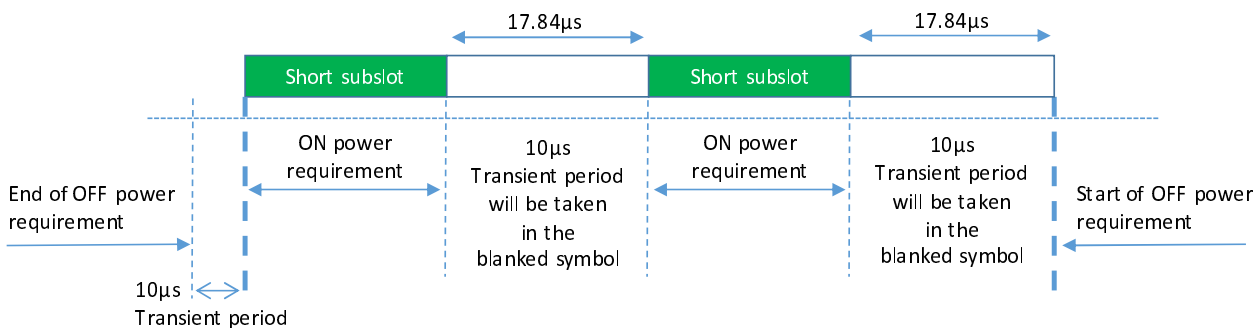 17.84μs
17.84μs
Short subslot
Short subslot
ON power
requirement
10μs
Transient period
will be taken
in the
blanked symbol
ON power
requirement
10μs
Transient period
will be taken
in the
blanked symbol
End of OFF power
requirement
Start of OFF power
requirement
10μs
Transient period